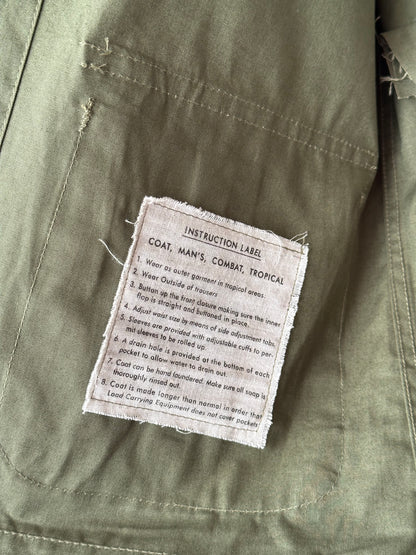 INSTRUCTION LABEL
COAT, MAN'S, COMBAT, TROPICAL
1. Wear as outer garment in tropical areas.
2. Wear Outside of trousers
3. Button up the front closure making sure the inner
flap is straight and buttoned in place.
4. Adjust waist size by means of side adjustment tabs.
5. Sleeves are provided with adjustable cuffs to per-
mit sleeves to be rolled up.
6. A drain hole is provided at the bottom of each
pocket to allow water to drain out.
7. Coat can be hand laundered. Make sure all soap is
thoroughly rinsed out.
8. Coat is made longer than normal in order that
Load Carrying Equipment does not cover pockets